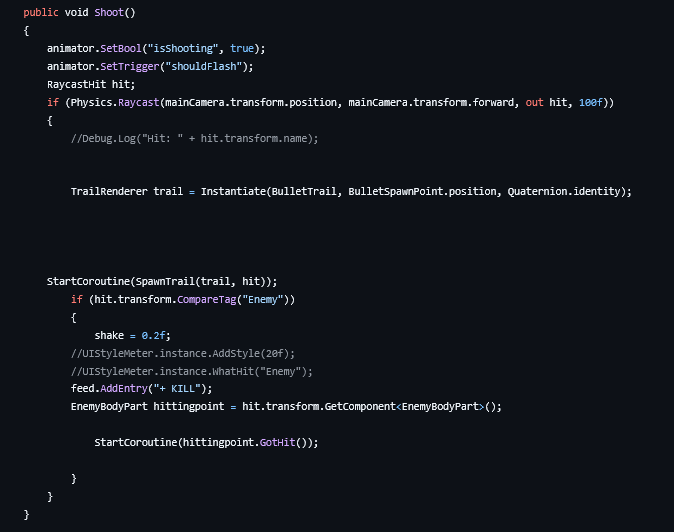 public void Shoot()
{
    animator.SetBool("isShooting", true);
    animator.SetTrigger("shouldFlash");
    RaycastHit hit;
    if (Physics.Raycast(mainCamera.transform.position, mainCamera.transform.forward, out hit, 100f))
    {
        //Debug.Log("Hit: " + hit.transform.name);
        TrailRenderer trail = Instantiate(BulletTrail, BulletSpawnPoint.position, Quaternion.identity);
    StartCoroutine(SpawnTrail(trail, hit));
        if (hit.transform.CompareTag("Enemy"))
        {
            shake = 0.2f;
        //UIStyleMeter.instance.AddStyle(20f);
        //UIStyleMeter.instance.WhatHit("Enemy");
        feed.AddEntry("+ KILL");
        EnemyBodyPart hittingpoint = hit.transform.GetComponent<EnemyBodyPart>();
            StartCoroutine(hittingpoint.GotHit());
        }
    }
}